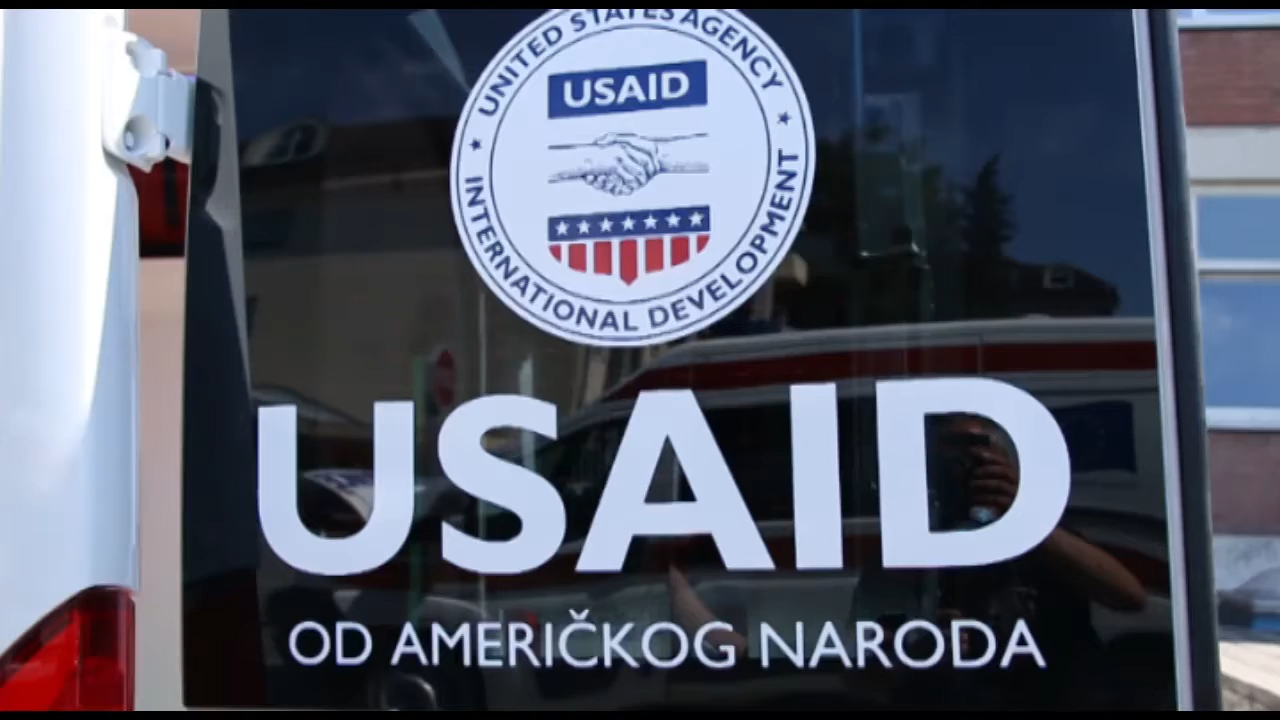 UNITED STATES AGENCY
USAID
INTERNATIONAL DEVELOPMENT
USAID
OD AMERIČKOG NARODA